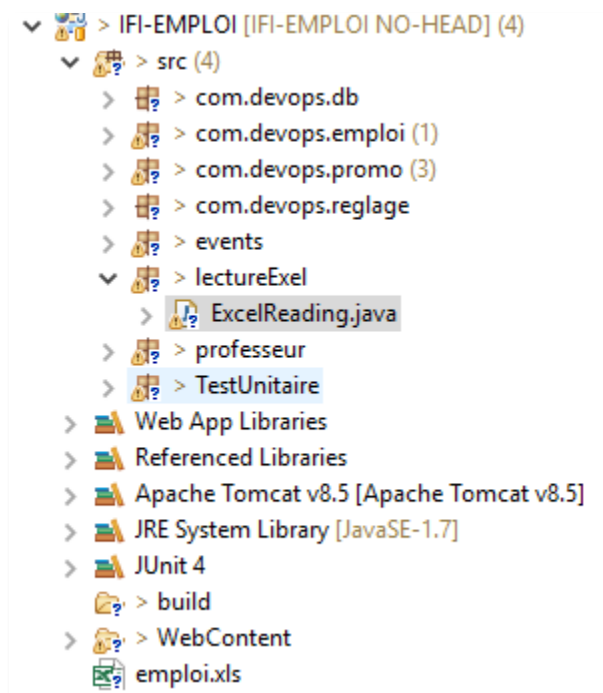 > IFI-EMPLOI [IFI-EMPLOI NO-HEAD] (4)
> src (4)
> com.devops.db
> com.devops.emploi (1)
> com.devops.promo (3)
> com.devops.reglage
> events
> lectureExel
ExcelReading.java
> professeur
> TestUnitaire
Web App Libraries
Referenced Libraries
Apache Tomcat v8.5 [Apache Tomcat v8.5]
JRE System Library [JavaSE-1.7]
JUnit 4
> build
> WebContent
emploi.xls